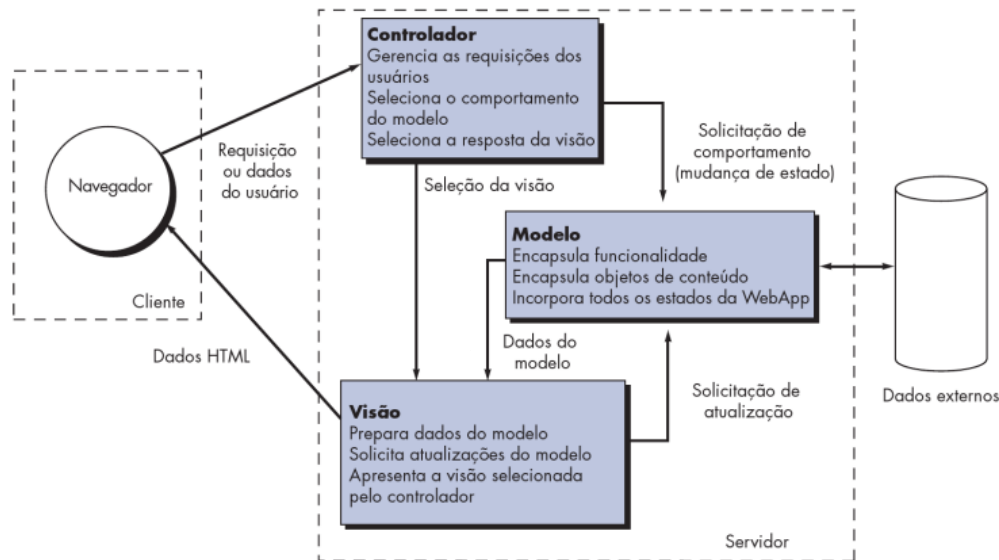 Controlador
Gerencia as requisições dos
usuários
Seleciona o comportamento
do modelo
Seleciona a resposta da visão
Navegador
Requisição
ou dados
do usuário
Seleção da visão
Solicitação de
comportamento
(mudança de estado)
Modelo
Encapsula funcionalidade
Encapsula objetos de conteúdo
Incorpora todos os estados da WebApp
Cliente
Dados HTML
Dados do
modelo
Solicitação de
atualização
Dados externos
Visão
Prepara dados do modelo
Solicita atualizações do modelo
Apresenta a visão selecionada
pelo controlador
Servidor